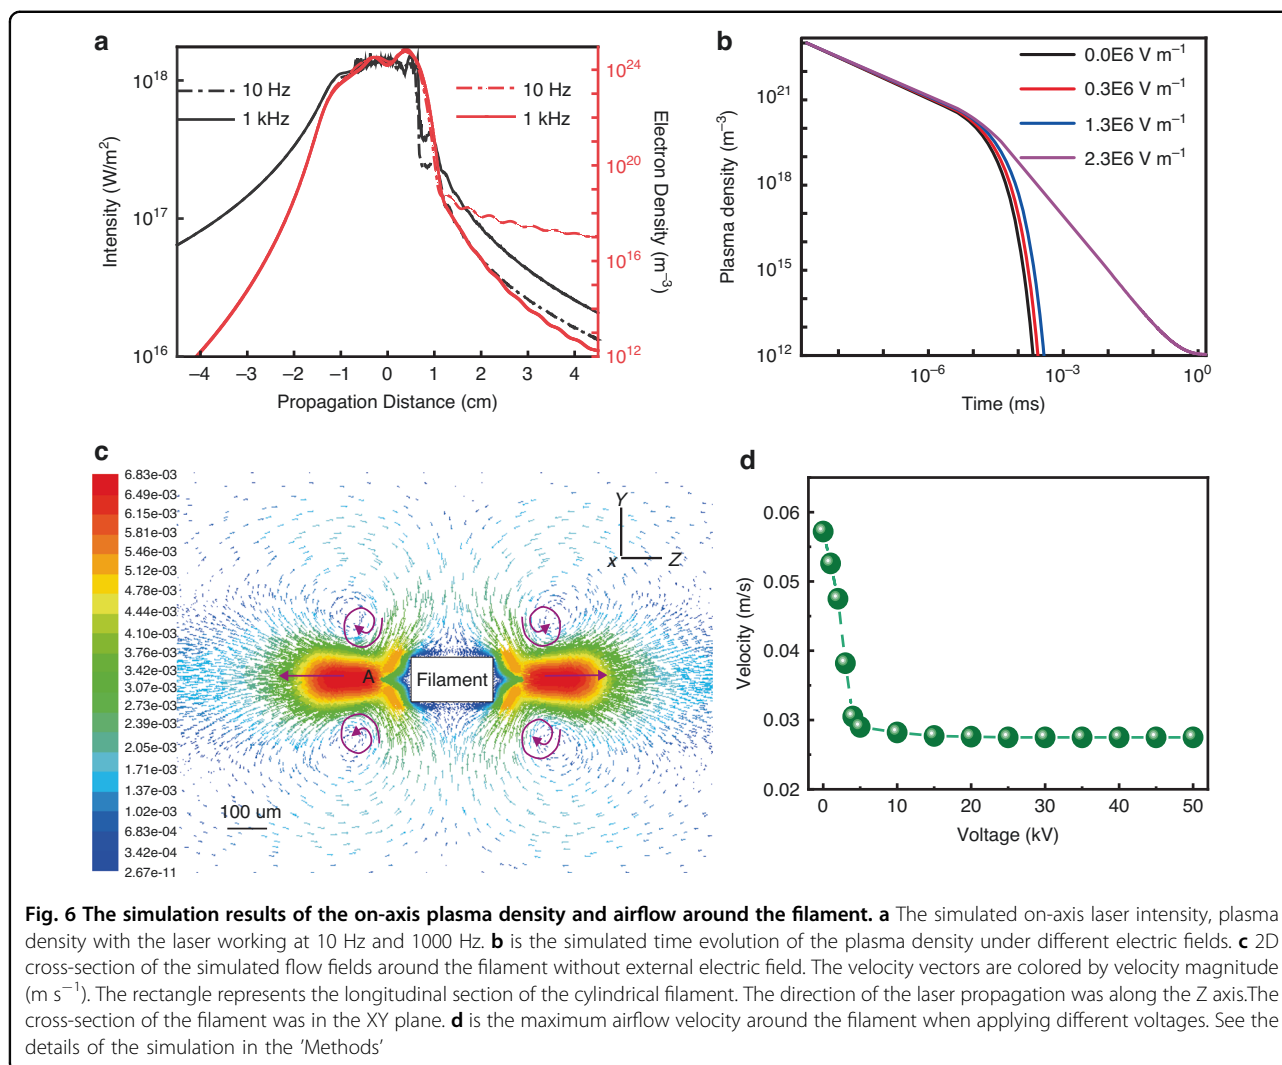 a
Intensity (W/m²)
10¹⁸
10¹⁷
10¹⁶
10 Hz
1 kHz
10 Hz
1 kHz
10²⁴
10²⁰
10¹⁶
10¹²
Electron Density (m⁻³)
−4 −3 −2 −1 0 1 2 3 4
Propagation Distance (cm)
b
Plasma density (m⁻³)
10²¹
10¹⁸
10¹⁵
10¹²
0.0E6 V m⁻¹
0.3E6 V m⁻¹
1.3E6 V m⁻¹
2.3E6 V m⁻¹
10⁻⁶ 10⁻³ 10⁰
Time (ms)
c
6.83e-03
6.49e-03
6.15e-03
5.81e-03
5.46e-03
5.12e-03
4.78e-03
4.44e-03
4.10e-03
3.76e-03
3.42e-03
3.07e-03
2.73e-03
2.39e-03
2.05e-03
1.71e-03
1.37e-03
1.02e-03
6.83e-04
3.42e-04
2.67e-11
Y
x Z
A
Filament
100 um
d
Velocity (m/s)
0.06
0.05
0.04
0.03
0.02
0 10 20 30 40 50
Voltage (kV)
Fig. 6 The simulation results of the on-axis plasma density and airflow around the filament. a The simulated on-axis laser intensity, plasma
density with the laser working at 10 Hz and 1000 Hz. b is the simulated time evolution of the plasma density under different electric fields. c 2D
cross-section of the simulated flow fields around the filament without external electric field. The velocity vectors are colored by velocity magnitude
(m s⁻¹). The rectangle represents the longitudinal section of the cylindrical filament. The direction of the laser propagation was along the Z axis.The
cross-section of the filament was in the XY plane. d is the maximum airflow velocity around the filament when applying different voltages. See the
details of the simulation in the 'Methods'